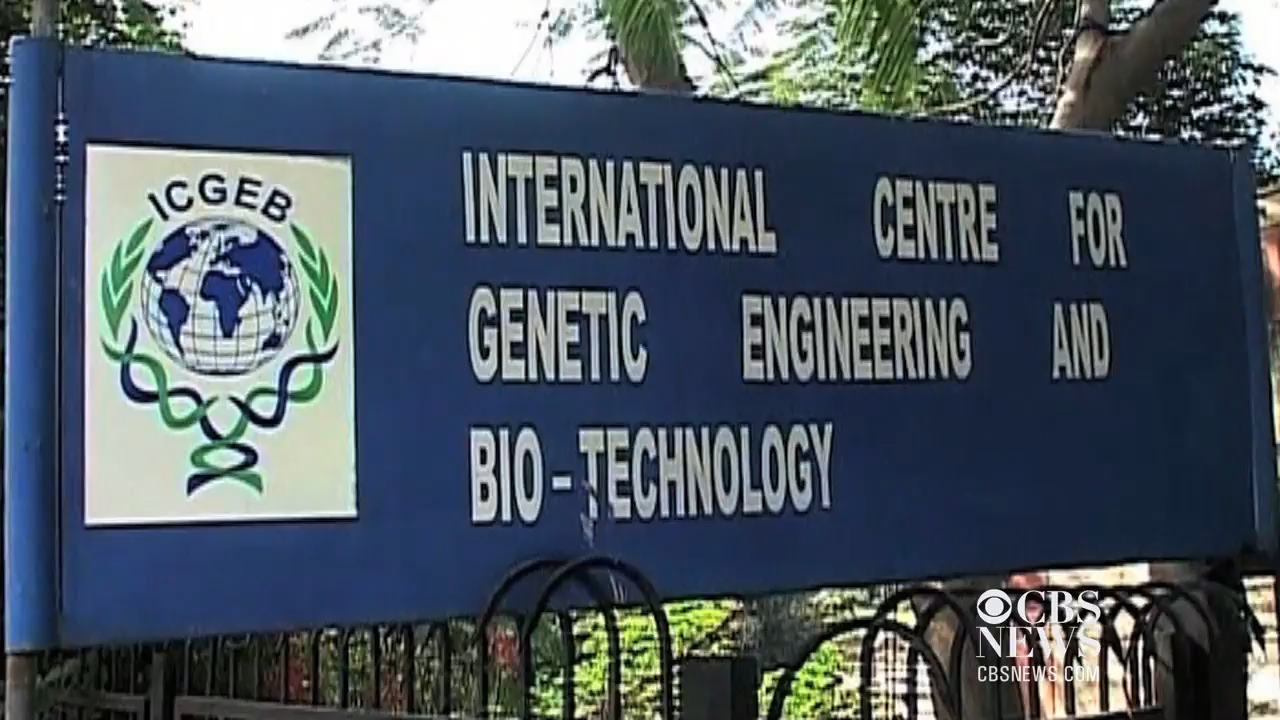 ICGEB
INTERNATIONAL CENTRE FOR
GENETIC ENGINEERING AND
BIO - TECHNOLOGY
CBS
NEWS
CBSNEWS.COM